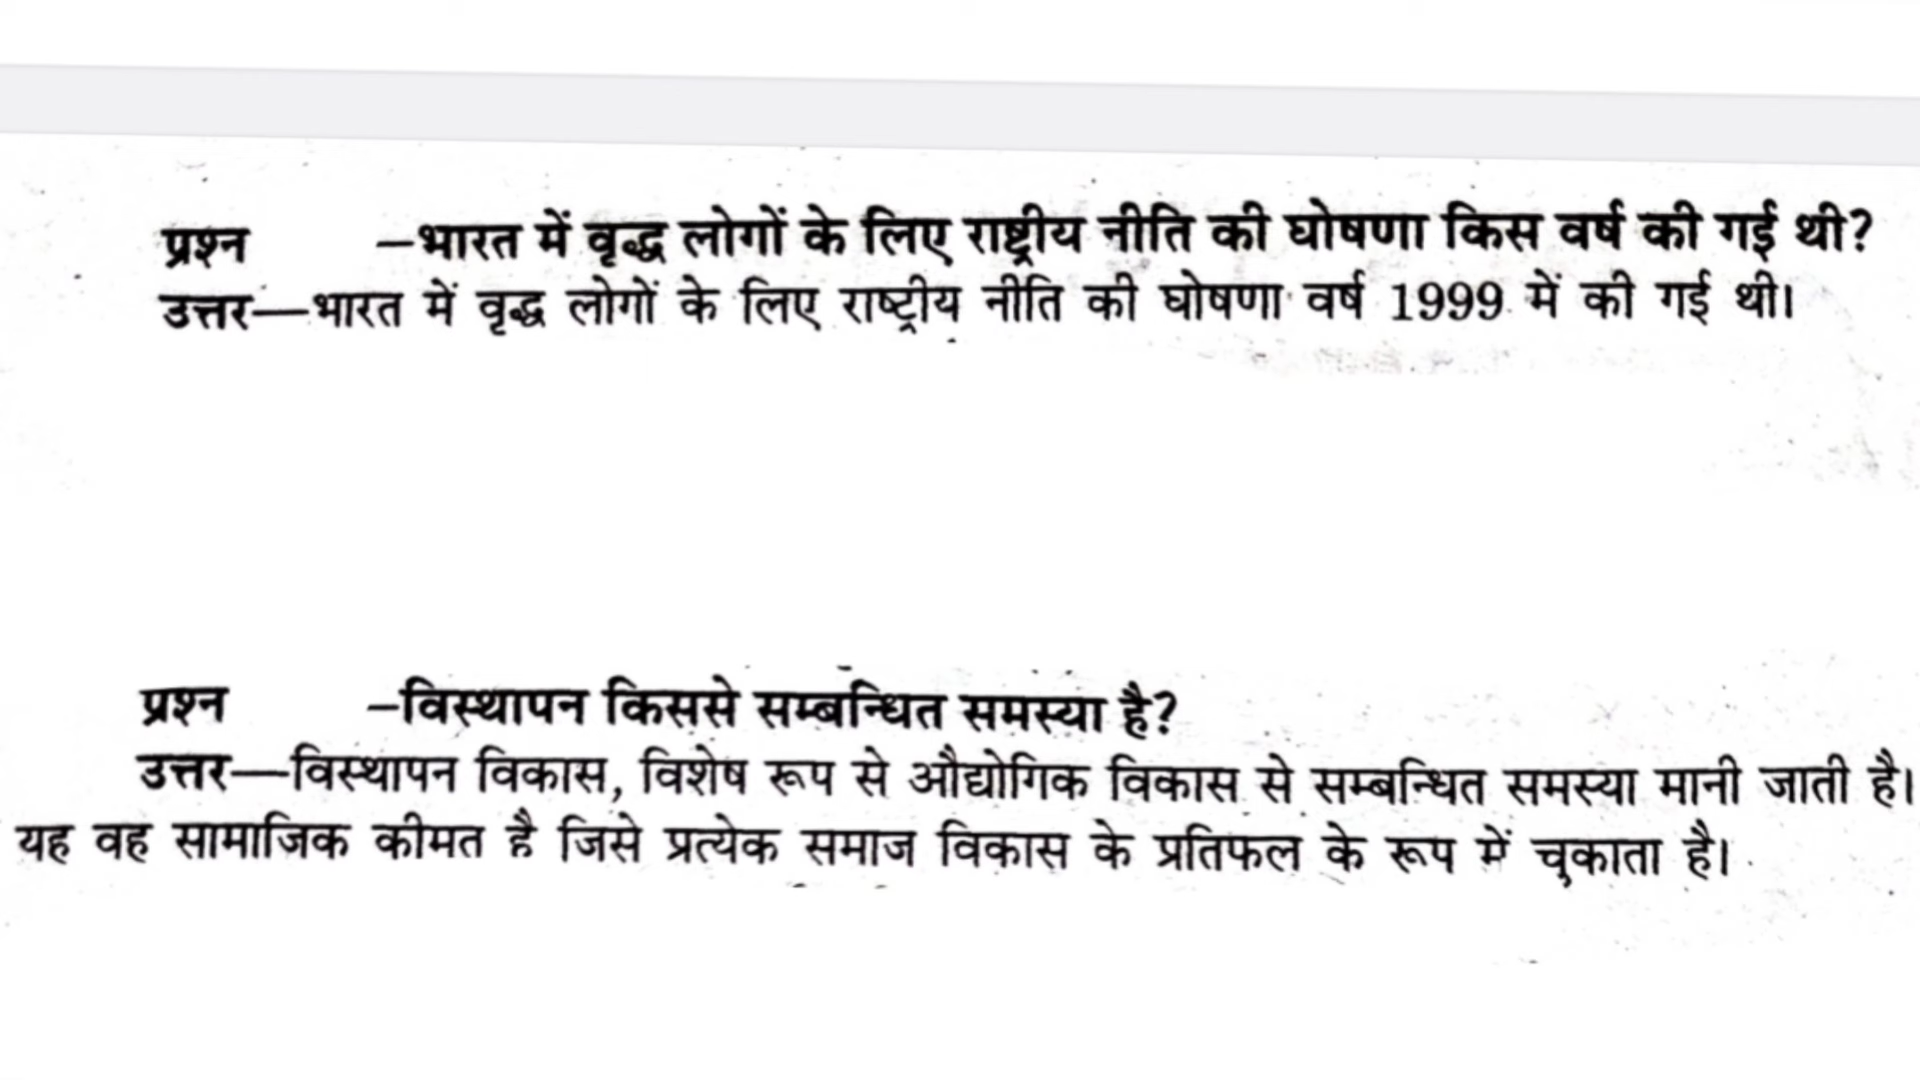 प्रश्न –भारत में वृद्ध लोगों के लिए राष्ट्रीय नीति की घोषणा किस वर्ष की गई थी?
उत्तर—भारत में वृद्ध लोगों के लिए राष्ट्रीय नीति की घोषणा वर्ष 1999 में की गई थी।
प्रश्न –विस्थापन किससे सम्बन्धित समस्या है?
उत्तर—विस्थापन विकास, विशेष रूप से औद्योगिक विकास से सम्बन्धित समस्या मानी जाती है।
यह वह सामाजिक कीमत है जिसे प्रत्येक समाज विकास के प्रतिफल के रूप में चुकाता है।